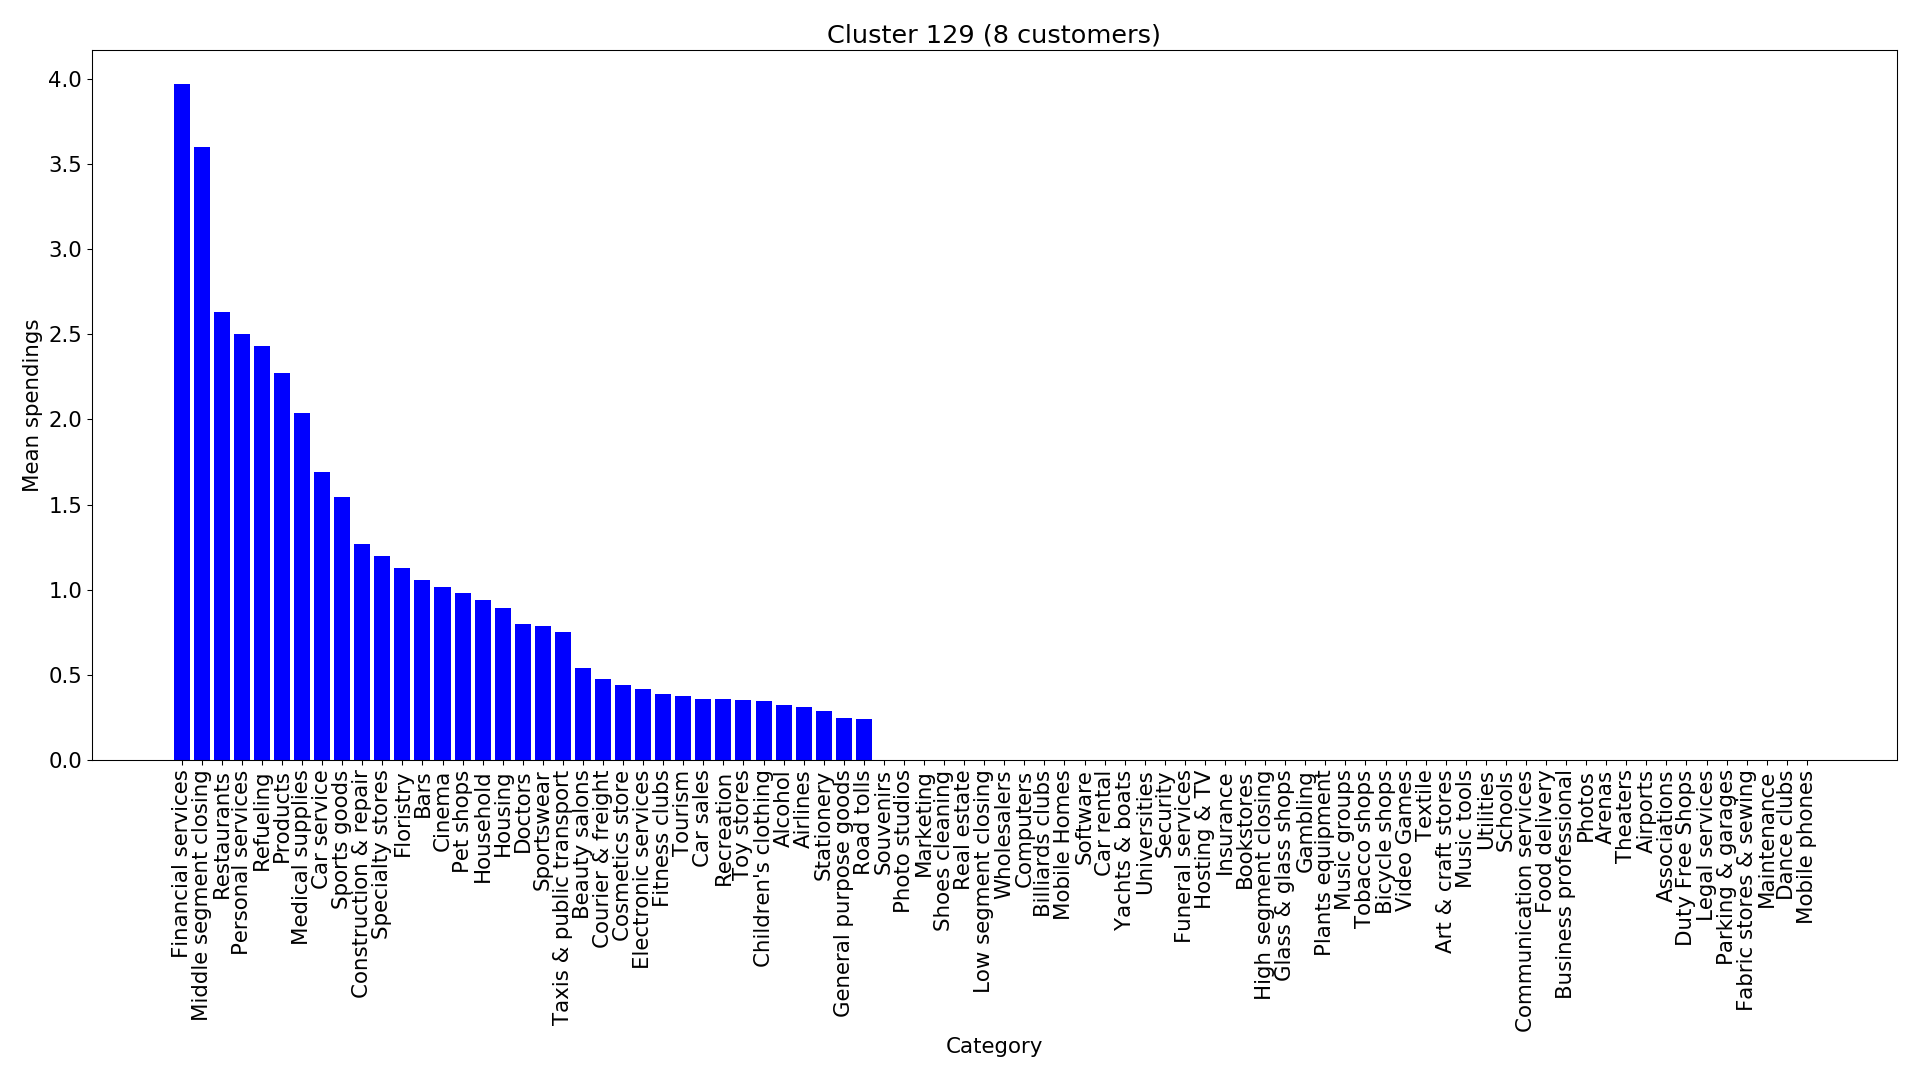 Cluster 129 (8 customers)
Mean spendings
4.0
3.5
3.0
2.5
2.0
1.5
1.0
0.5
0.0
Financial services
Middle segment closing
Restaurants
Personal services
Refueling
Products
Medical supplies
Car service
Sports goods
Construction & repair
Specialty stores
Floristry
Bars
Cinema
Pet shops
Household
Housing
Doctors
Sportswear
Taxis & public transport
Beauty salons
Courier & freight
Cosmetics store
Electronic services
Fitness clubs
Tourism
Car sales
Recreation
Toy stores
Children's clothing
Alcohol
Airlines
Stationery
General purpose goods
Road tolls
Souvenirs
Photo studios
Marketing
Shoes cleaning
Real estate
Low segment closing
Wholesalers
Computers
Billiards clubs
Mobile Homes
Software
Car rental
Yachts & boats
Universities
Security
Funeral services
Hosting & TV
Insurance
Bookstores
High segment closing
Glass & glass shops
Gambling
Plants equipment
Music groups
Tobacco shops
Bicycle shops
Video Games
Textile
Art & craft stores
Music tools
Utilities
Schools
Communication services
Food delivery
Business professional
Photos
Arenas
Theaters
Airports
Associations
Duty Free Shops
Legal services
Parking & garages
Fabric stores & sewing
Maintenance
Dance clubs
Mobile phones
Category